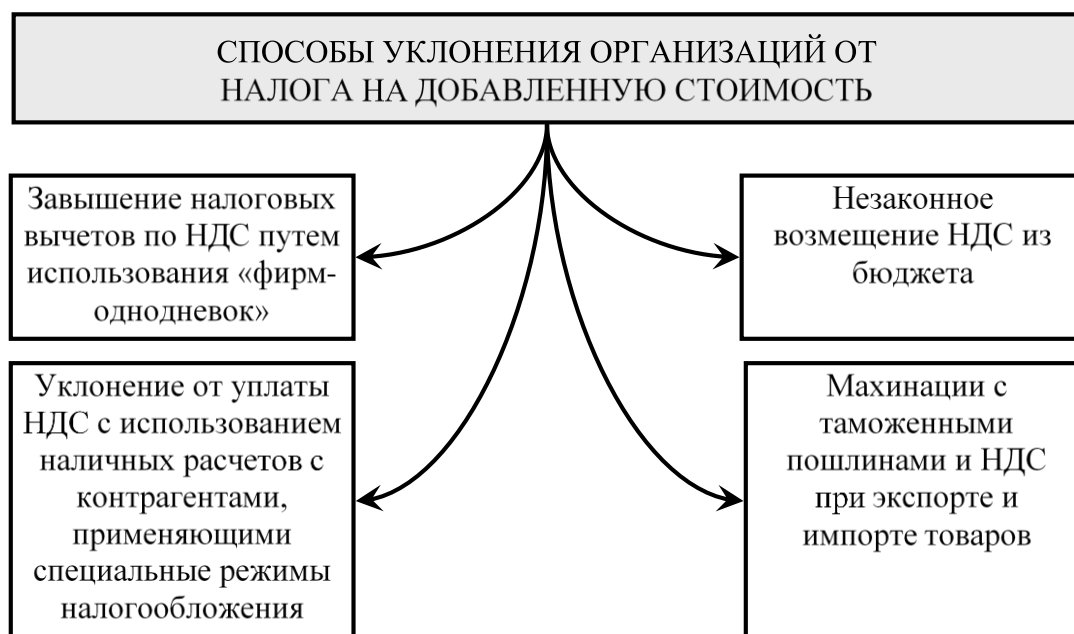 СПОСОБЫ УКЛОНЕНИЯ ОРГАНИЗАЦИЙ ОТ
НАЛОГА НА ДОБАВЛЕННУЮ СТОИМОСТЬ
Завышение налоговых
вычетов по НДС путем
использования «фирм-
однодневок»
Незаконное
возмещение НДС из
бюджета
Уклонение от уплаты
НДС с использованием
наличных расчетов с
контрагентами,
применяющими
специальные режимы
налогообложения
Махинации с
таможенными
пошлинами и НДС
при экспорте и
импорте товаров